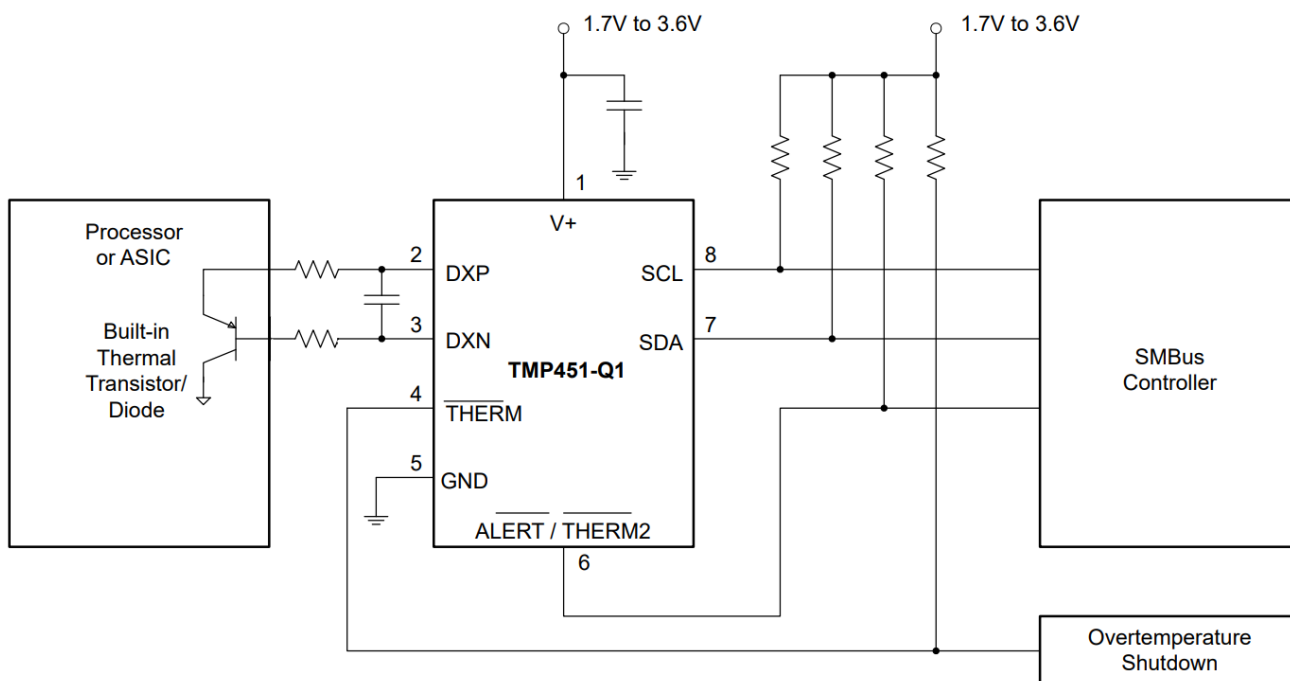 1.7V to 3.6V
1.7V to 3.6V
1
V+
Processor
or ASIC
2
DXP
8
SCL
Built-in
Thermal
Transistor/
Diode
3
DXN
7
SDA
TMP451-Q1
SMBus
Controller
4
THERM
5
GND
ALERT / THERM2
6
Overtemperature
Shutdown